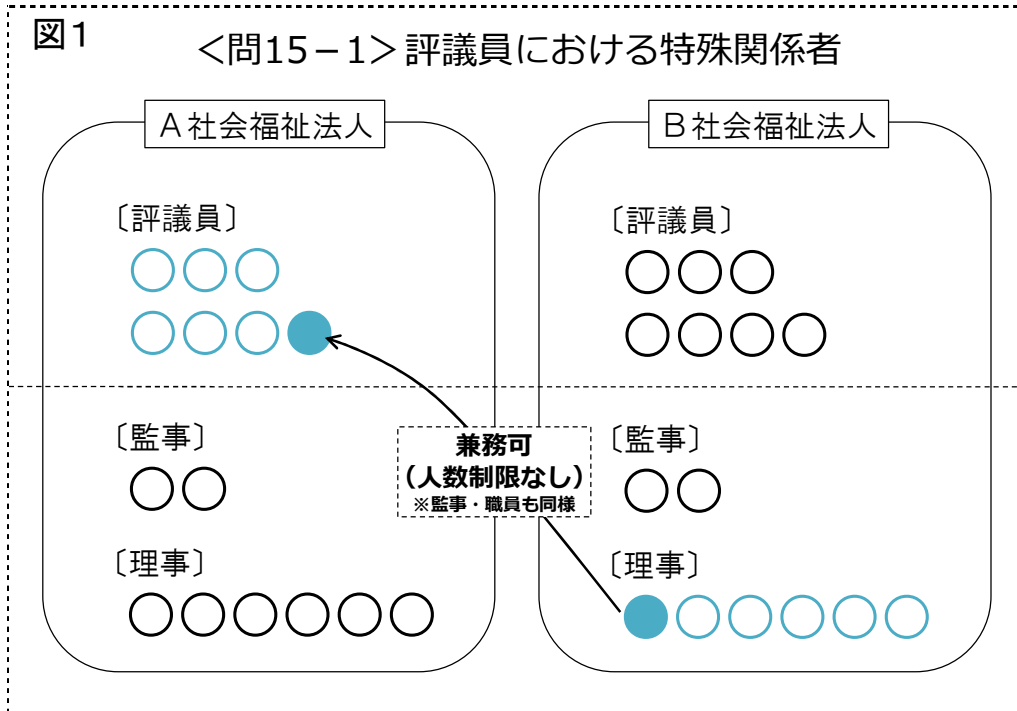 図1
＜問15－1＞評議員における特殊関係者
A社会福祉法人
B社会福祉法人
〔評議員〕
〔評議員〕
〔監事〕
〔監事〕
兼務可
（人数制限なし）
※監事・職員も同様
〔理事〕
〔理事〕